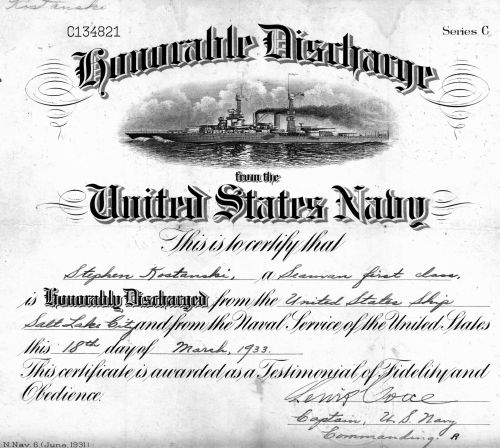 Kostanski
C134821 Series C
Honorable Discharge
from the
United States Navy
This is to certify that
Stephen Kostanski, a Seaman first class,
is Honorably Discharged from the United States Ship
Salt Lake City and from the Naval Service of the United States
this 18th day of March, 1933.
This certificate is awarded as a Testimonial of Fidelity and
Obedience.
Captain, U.S. Navy
Commanding. R
N.Nav. 6 (June, 1931)